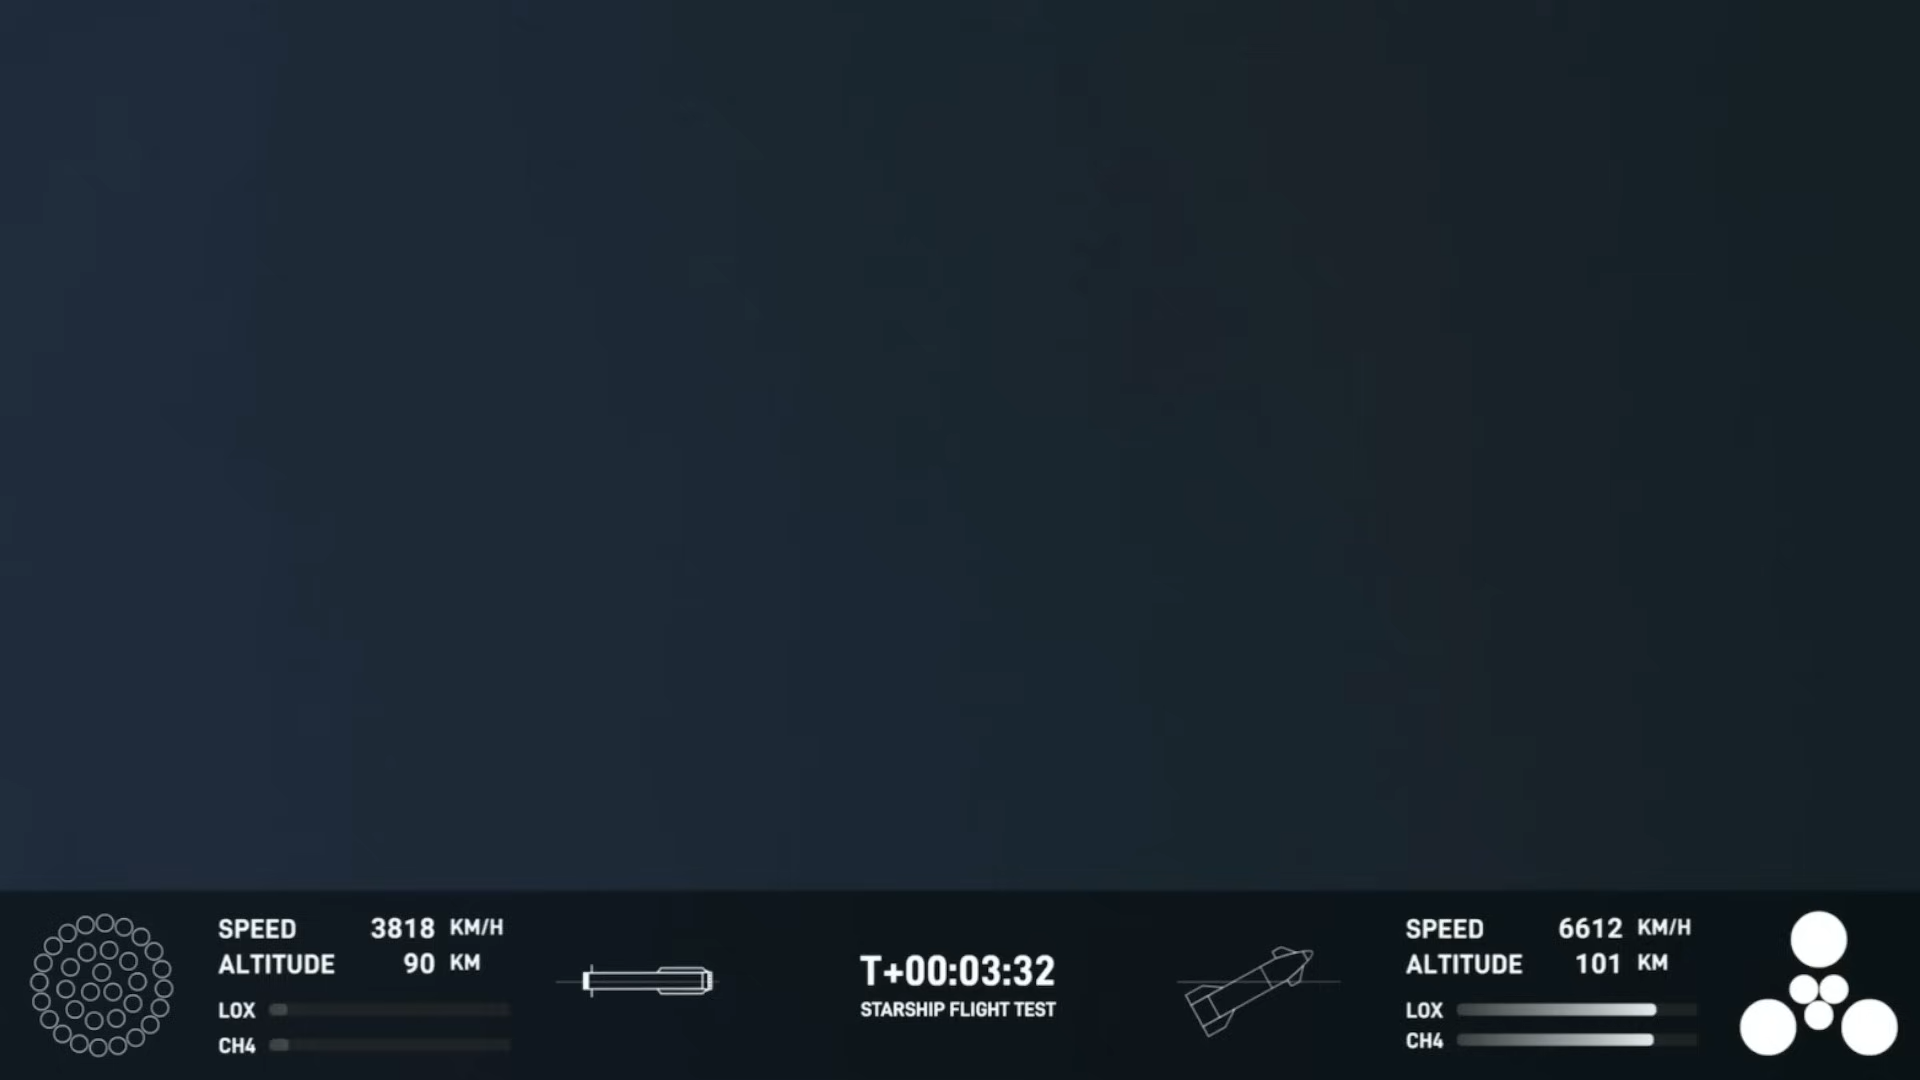 SPEED 3818 KM/H
ALTITUDE 90 KM
LOX
CH4
T+00:03:32
STARSHIP FLIGHT TEST
SPEED 6612 KM/H
ALTITUDE 101 KM
LOX
CH4